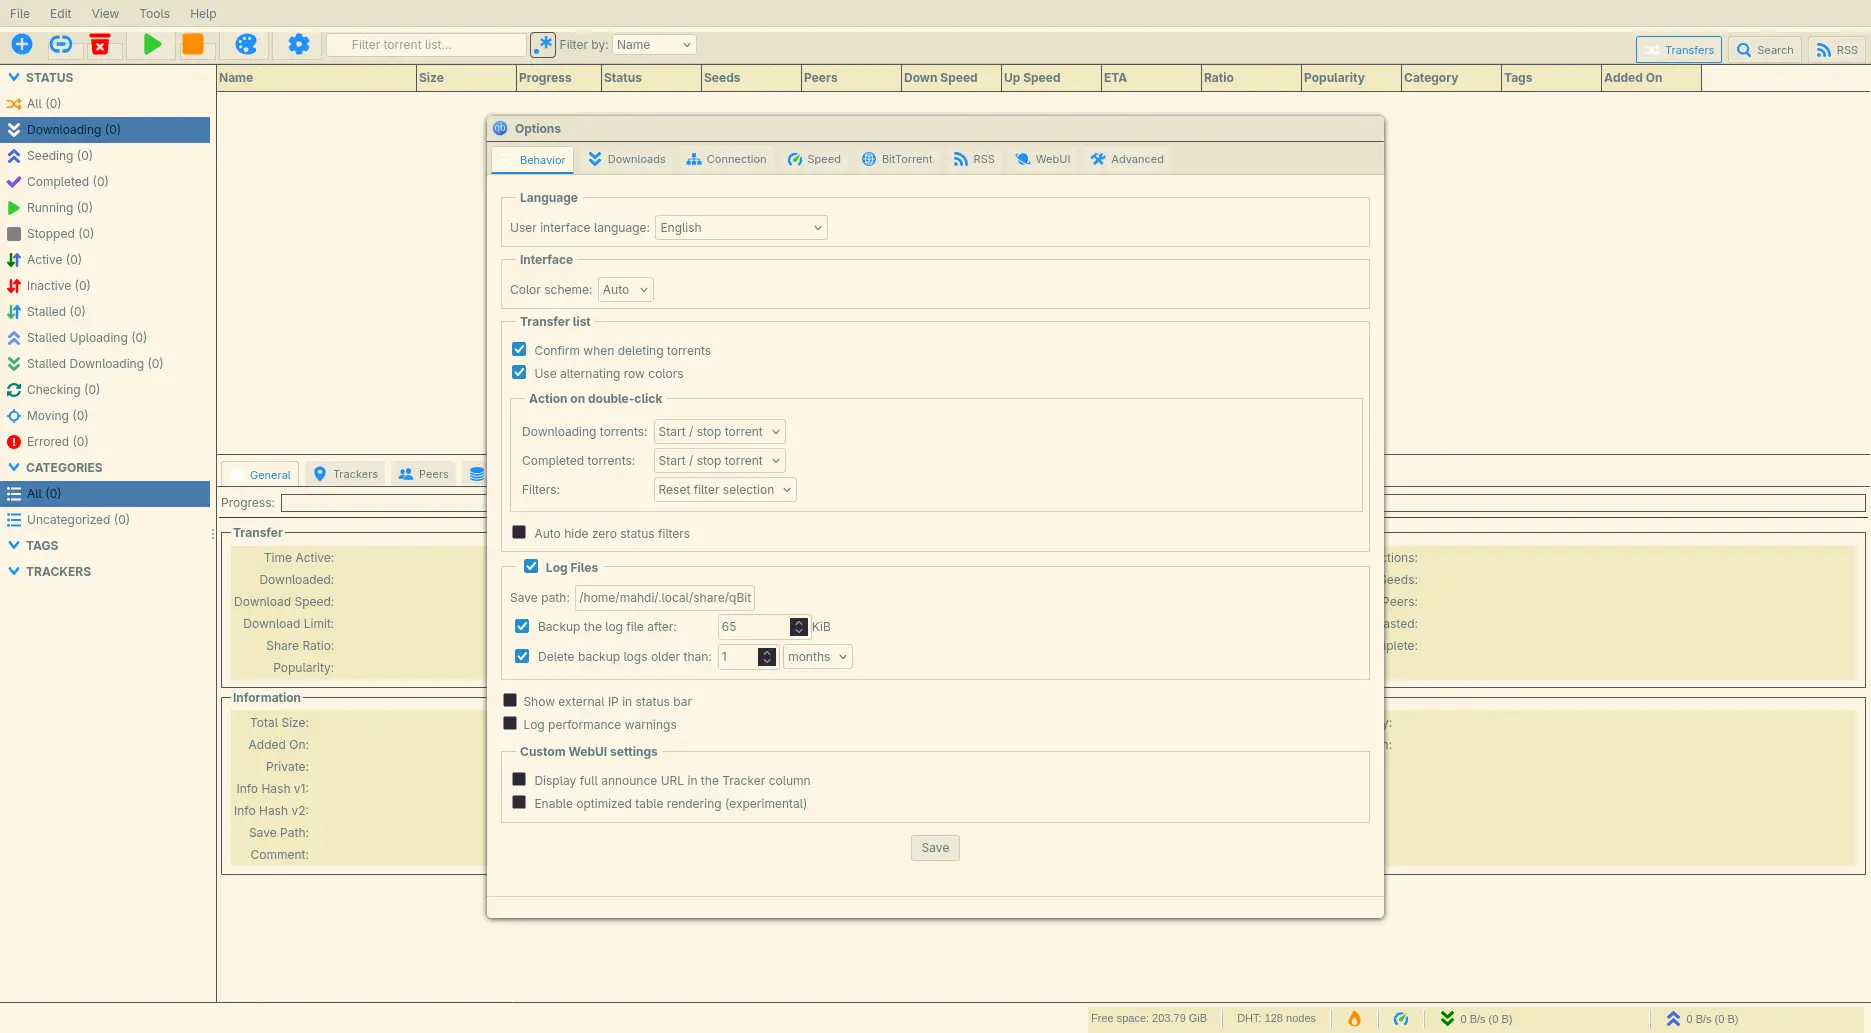 File Edit View Tools Help
Filter torrent list... .* Filter by: Name Transfers Search RSS
STATUS
All (0)
Downloading (0)
Seeding (0)
Completed (0)
Running (0)
Stopped (0)
Active (0)
Inactive (0)
Stalled (0)
Stalled Uploading (0)
Stalled Downloading (0)
Checking (0)
Moving (0)
Errored (0)
CATEGORIES
All (0)
Uncategorized (0)
TAGS
TRACKERS
Name Size Progress Status Seeds Peers Down Speed Up Speed ETA Ratio Popularity Category Tags Added On
qb Options
Behavior Downloads Connection Speed BitTorrent RSS WebUI Advanced
Language
User interface language: English
Interface
Color scheme: Auto
Transfer list
Confirm when deleting torrents
Use alternating row colors
Action on double-click
Downloading torrents: Start / stop torrent
Completed torrents: Start / stop torrent
Filters: Reset filter selection
Auto hide zero status filters
Log Files
Save path: /home/mahdi/.local/share/qBit
Backup the log file after: 65 KiB
Delete backup logs older than: 1 months
Show external IP in status bar
Log performance warnings
Custom WebUI settings
Display full announce URL in the Tracker column
Enable optimized table rendering (experimental)
Save
General Trackers Peers
Progress:
Transfer
Time Active:
Downloaded:
Download Speed:
Download Limit:
Share Ratio:
Popularity:
tions:
Seeds:
Peers:
asted:
plete:
Information
Total Size:
Added On:
Private:
Info Hash v1:
Info Hash v2:
Save Path:
Comment:
y:
n:
Free space: 203.79 GiB DHT: 128 nodes 0 B/s (0 B) 0 B/s (0 B)